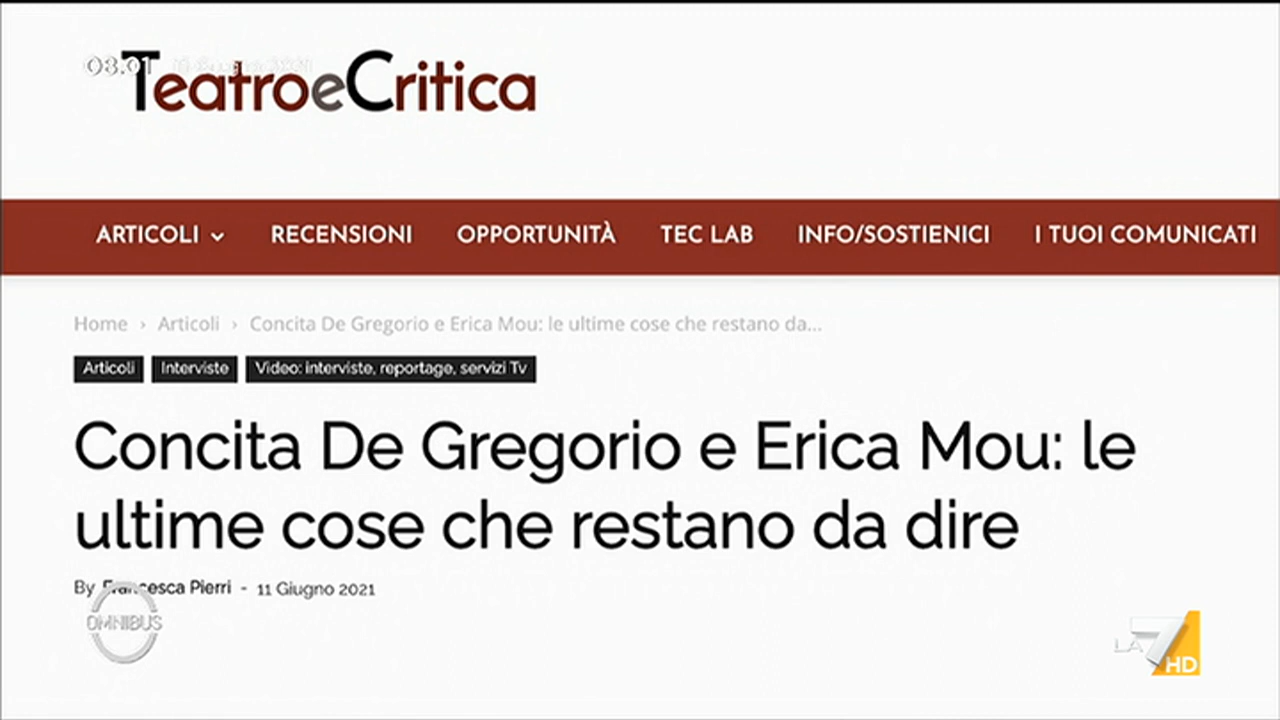 08.01
TeatroeCritica
ARTICOLI RECENSIONI OPPORTUNITÀ TEC LAB INFO/SOSTIENICI I TUOI COMUNICATI
Home › Articoli › Concita De Gregorio e Erica Mou: le ultime cose che restano da...
Articoli Interviste Video: interviste, reportage, servizi Tv
Concita De Gregorio e Erica Mou: le
ultime cose che restano da dire
By Francesca Pierri - 11 Giugno 2021
OMNIBUS
LA7 HD